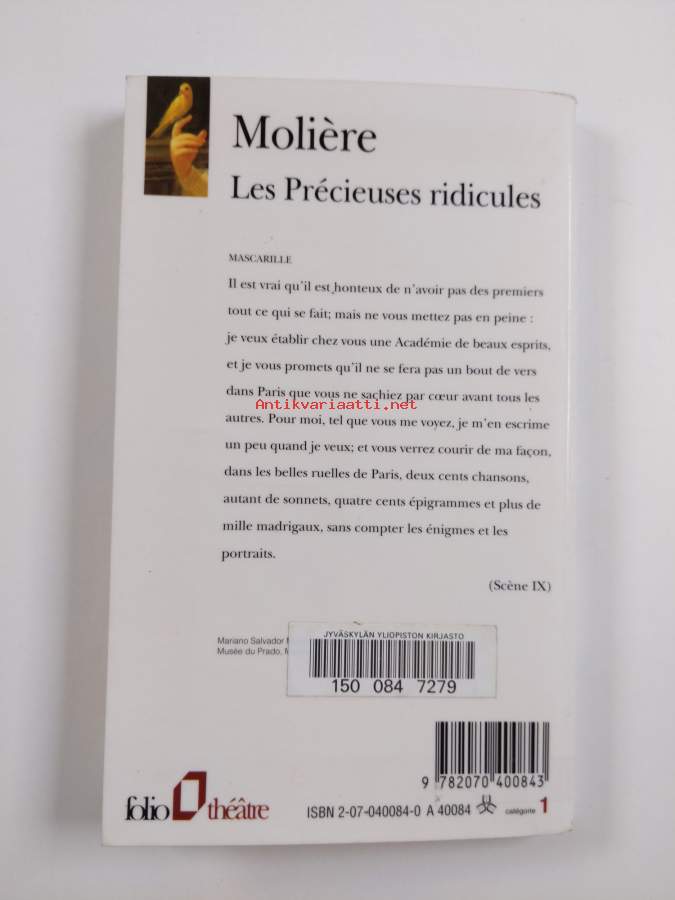 Molière
Les Précieuses ridicules
MASCARILLE
Il est vrai qu'il est honteux de n'avoir pas des premiers
tout ce qui se fait; mais ne vous mettez pas en peine :
je veux établir chez vous une Académie de beaux esprits,
et je vous promets qu'il ne se fera pas un bout de vers
dans Paris que vous ne sachiez par cœur avant tous les
Antikvariaatti.net
autres. Pour moi, tel que vous me voyez, je m'en escrime
un peu quand je veux; et vous verrez courir de ma façon,
dans les belles ruelles de Paris, deux cents chansons,
autant de sonnets, quatre cents épigrammes et plus de
mille madrigaux, sans compter les énigmes et les
portraits.
(Scène IX)
Mariano Salvador
Musée du Prado,
JYVÄSKYLÄN YLIOPISTON KIRJASTO
150 084 7279
9 782070 400843
folio théâtre
ISBN 2-07-040084-0 A 40084 catégorie 1